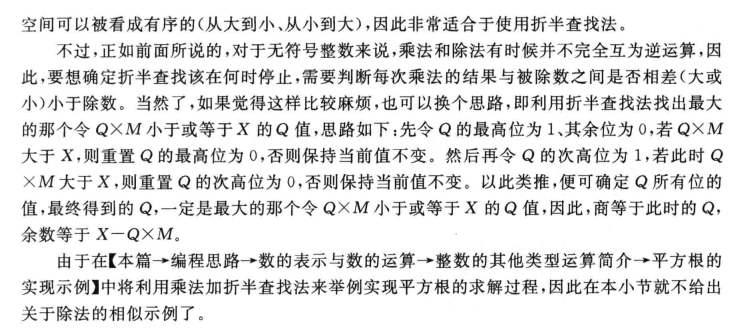 空间可以被看成有序的(从大到小、从小到大),因此非常适合于使用折半查找法。
不过,正如前面所说的,对于无符号整数来说,乘法和除法有时候并不完全互为逆运算,因
此,要想确定折半查找该在何时停止,需要判断每次乘法的结果与被除数之间是否相差(大或
小)小于除数。当然了,如果觉得这样比较麻烦,也可以换个思路,即利用折半查找法找出最大
的那个令 Q×M 小于或等于 X 的 Q 值,思路如下:先令 Q 的最高位为 1、其余位为 0,若 Q×M
大于 X,则重置 Q 的最高位为 0,否则保持当前值不变。然后再令 Q 的次高位为 1,若此时 Q
×M 大于 X,则重置 Q 的次高位为 0,否则保持当前值不变。以此类推,便可确定 Q 所有位的
值,最终得到的 Q,一定是最大的那个令 Q×M 小于或等于 X 的 Q 值,因此,商等于此时的 Q,
余数等于 X－Q×M。
由于在【本篇→编程思路→数的表示与数的运算→整数的其他类型运算简介→平方根的
实现示例】中将利用乘法加折半查找法来举例实现平方根的求解过程,因此在本小节就不给出
关于除法的相似示例了。